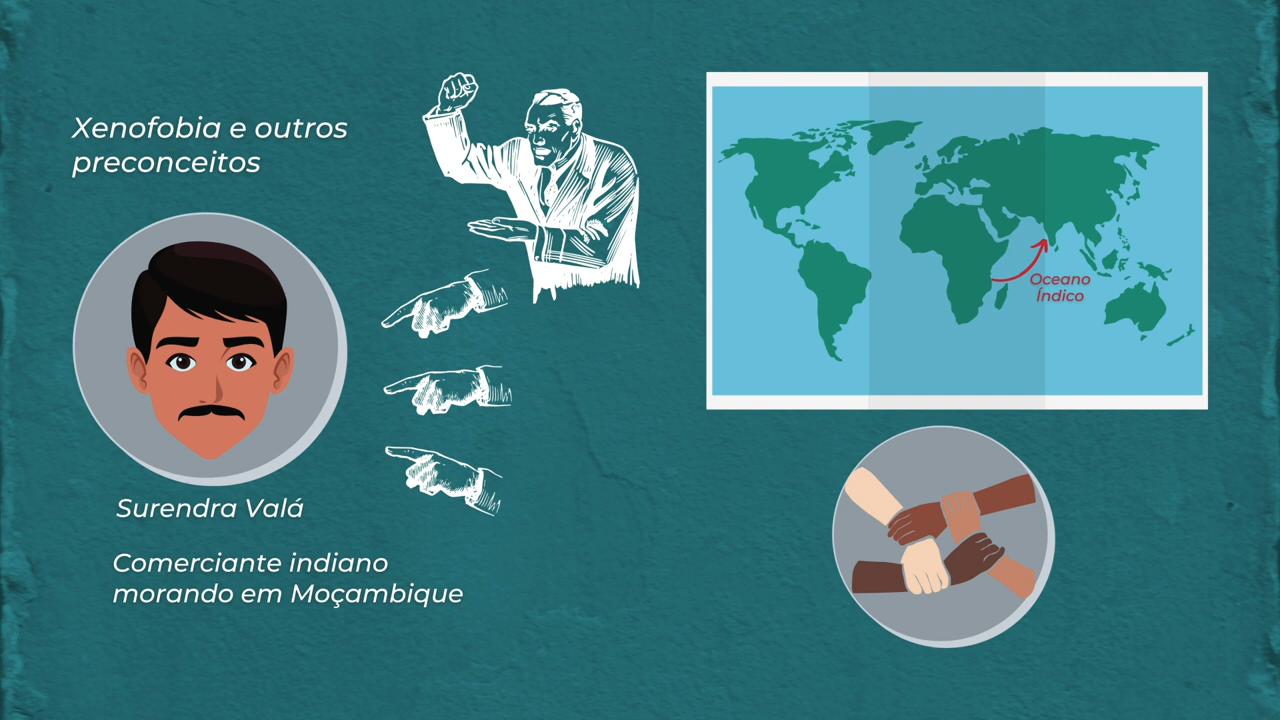 Xenofobia e outros
preconceitos
Surendra Valá
Comerciante indiano
morando em Moçambique
Oceano
Índico